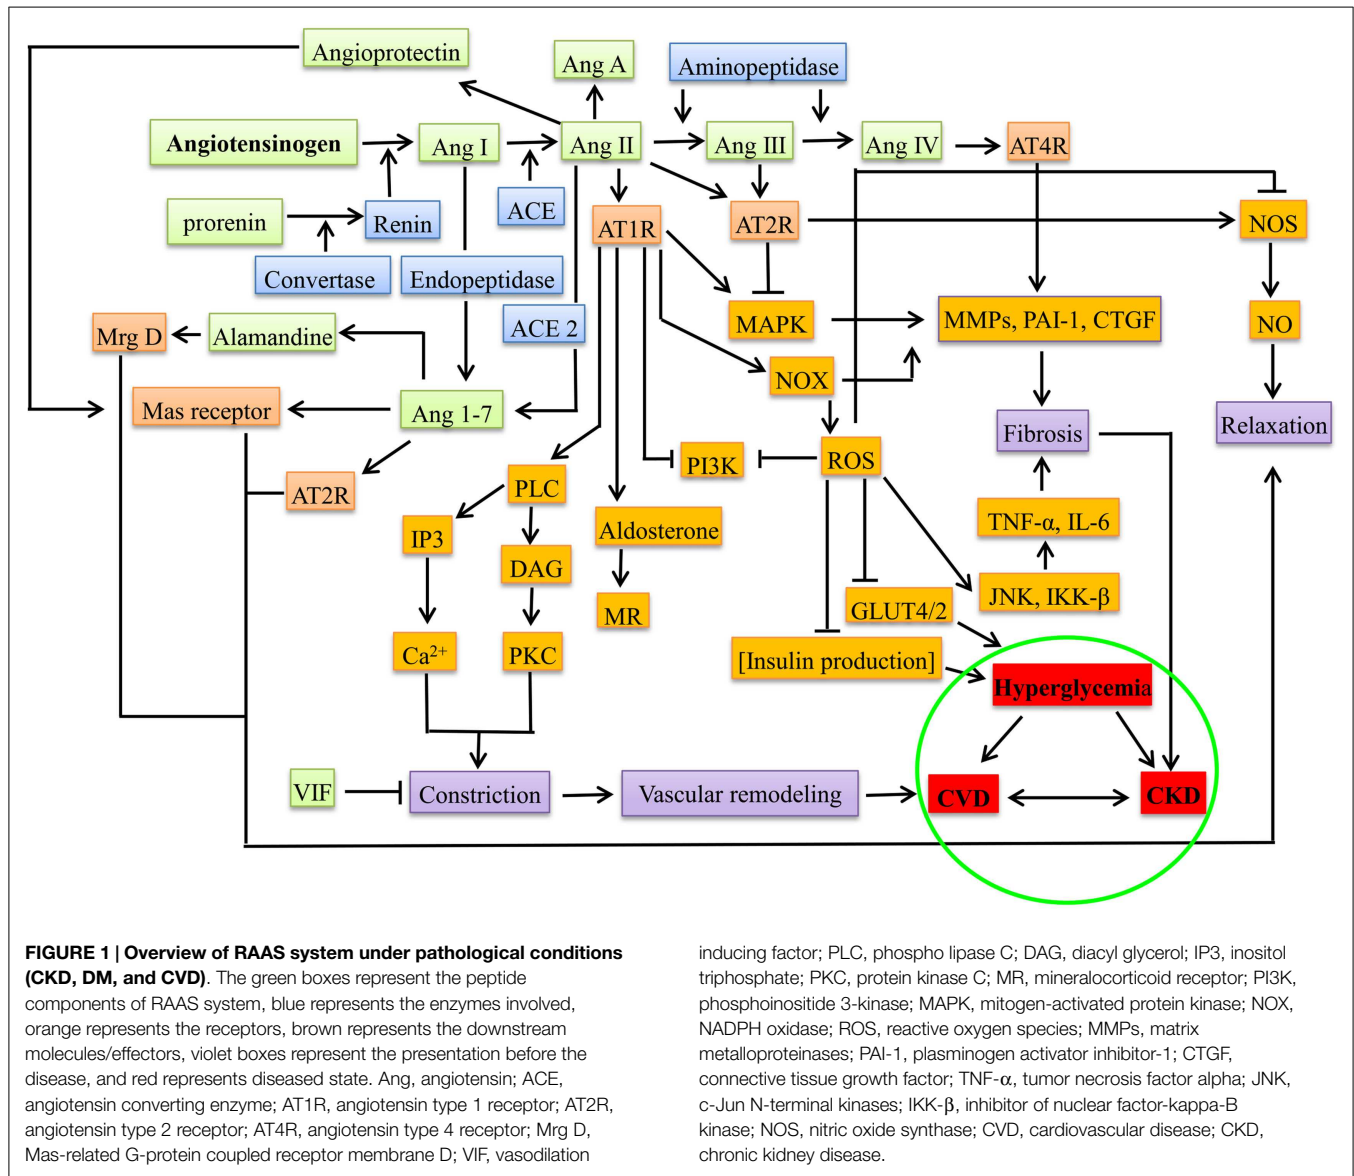 Angioprotectin
Ang A
Aminopeptidase
Angiotensinogen
Ang I
Ang II
Ang III
Ang IV
AT4R
prorenin
Renin
ACE
AT1R
AT2R
NOS
Convertase
Endopeptidase
Mrg D
Alamandine
ACE 2
MAPK
MMPs, PAI-1, CTGF
NO
NOX
Mas receptor
Ang 1-7
Fibrosis
Relaxation
PI3K
ROS
AT2R
PLC
IP3
Aldosterone
TNF-α, IL-6
DAG
MR
GLUT4/2
JNK, IKK-β
Ca2+
PKC
[Insulin production]
Hyperglycemia
VIF
Constriction
Vascular remodeling
CVD
CKD
FIGURE 1 | Overview of RAAS system under pathological conditions
(CKD, DM, and CVD). The green boxes represent the peptide
components of RAAS system, blue represents the enzymes involved,
orange represents the receptors, brown represents the downstream
molecules/effectors, violet boxes represent the presentation before the
disease, and red represents diseased state. Ang, angiotensin; ACE,
angiotensin converting enzyme; AT1R, angiotensin type 1 receptor; AT2R,
angiotensin type 2 receptor; AT4R, angiotensin type 4 receptor; Mrg D,
Mas-related G-protein coupled receptor membrane D; VIF, vasodilation
inducing factor; PLC, phospho lipase C; DAG, diacyl glycerol; IP3, inositol
triphosphate; PKC, protein kinase C; MR, mineralocorticoid receptor; PI3K,
phosphoinositide 3-kinase; MAPK, mitogen-activated protein kinase; NOX,
NADPH oxidase; ROS, reactive oxygen species; MMPs, matrix
metalloproteinases; PAI-1, plasminogen activator inhibitor-1; CTGF,
connective tissue growth factor; TNF-α, tumor necrosis factor alpha; JNK,
c-Jun N-terminal kinases; IKK-β, inhibitor of nuclear factor-kappa-B
kinase; NOS, nitric oxide synthase; CVD, cardiovascular disease; CKD,
chronic kidney disease.